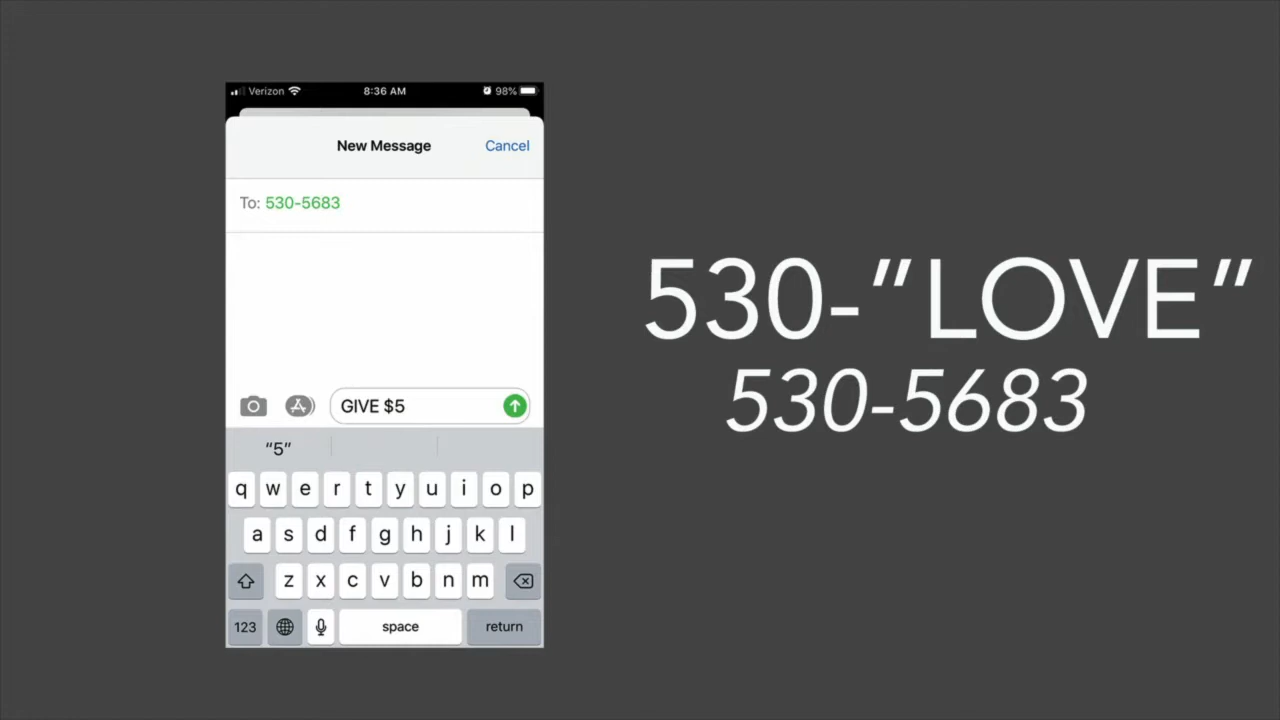 Verizon 8:36 AM 98%
New Message Cancel
To: 530-5683
GIVE $5
“5”
q w e r t y u i o p
a s d f g h j k l
z x c v b n m
123 space return
530-”LOVE”
530-5683